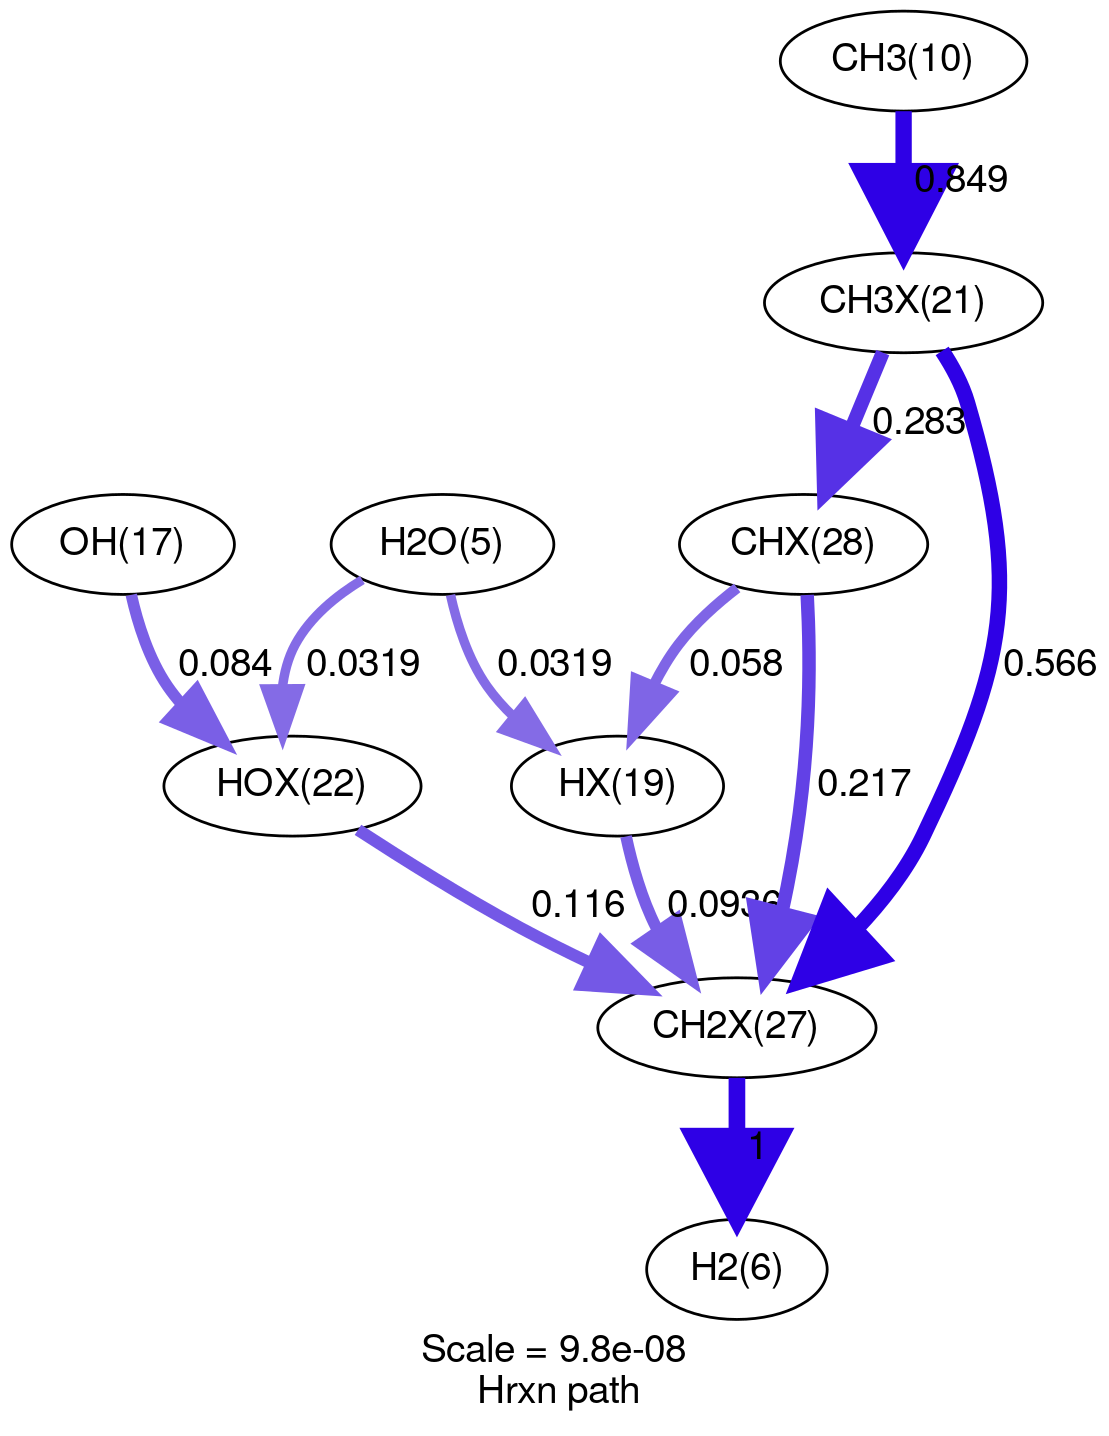 CH3(10)
0.849
CH3X(21)
0.283
OH(17)
H2O(5)
CHX(28)
0.084
0.0319
0.0319
0.058
0.566
HOX(22)
HX(19)
0.217
0.116
0.0936
CH2X(27)
1
H2(6)
Scale = 9.8e-08
Hrxn path